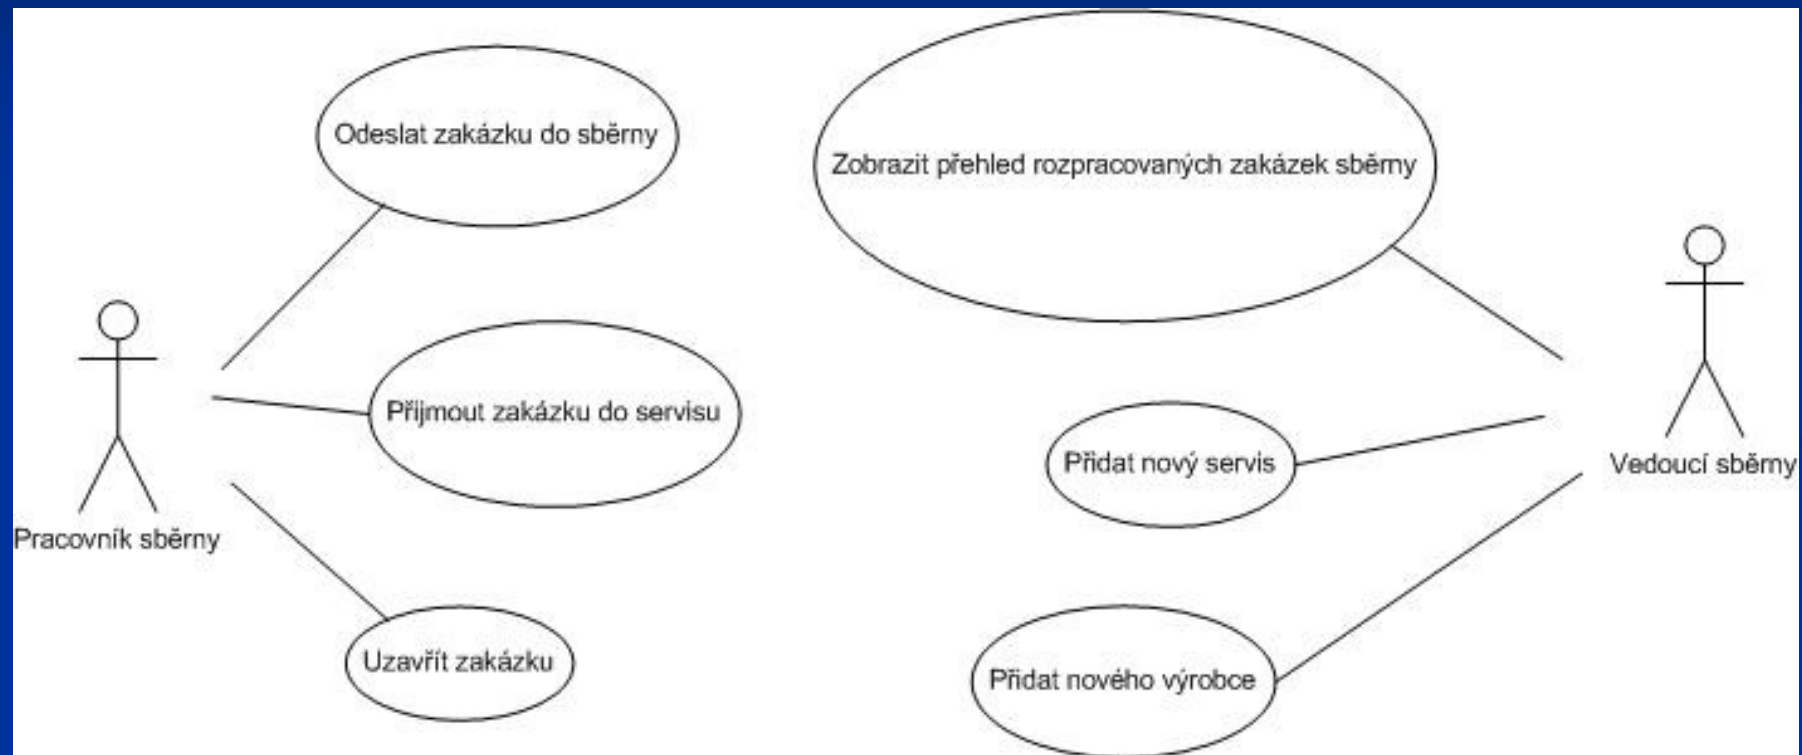 Odeslat zakázku do sběrny
Zobrazit přehled rozpracovaných zakázek sběrny
Přijmout zakázku do servisu
Přidat nový servis
Vedoucí sběrny
Pracovník sběrny
Uzavřít zakázku
Přidat nového výrobce